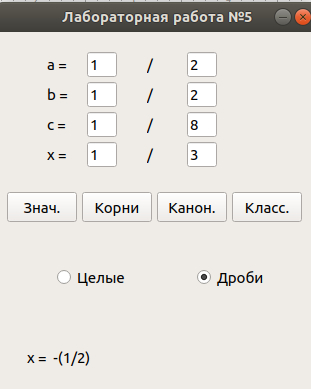 Лабораторная работа №5
a = 1 / 2
b = 1 / 2
c = 1 / 8
x = 1 / 3
Знач. Корни Канон. Класс.
Целые Дроби
x = -(1/2)